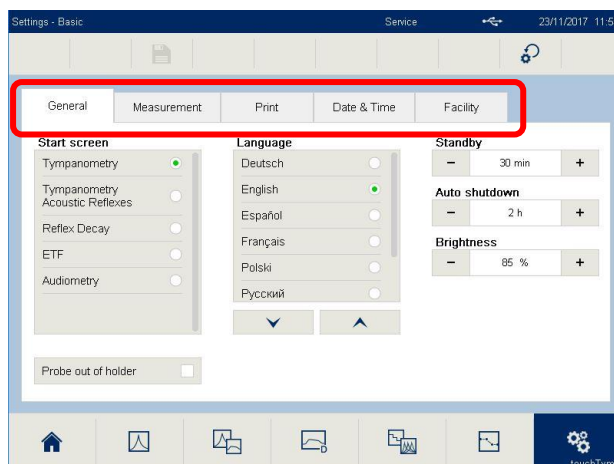 Settings - Basic Service 23/11/2017 11:5
General Measurement Print Date & Time Facility
Start screen
Tympanometry
Tympanometry
Acoustic Reflexes
Reflex Decay
ETF
Audiometry
Probe out of
holder
Language
Deutsch
English
Español
Français
Polski
Русский
Standby
− 30 min +
Auto shutdown
− 2 h +
Brightness
− 85 % +
touchTym